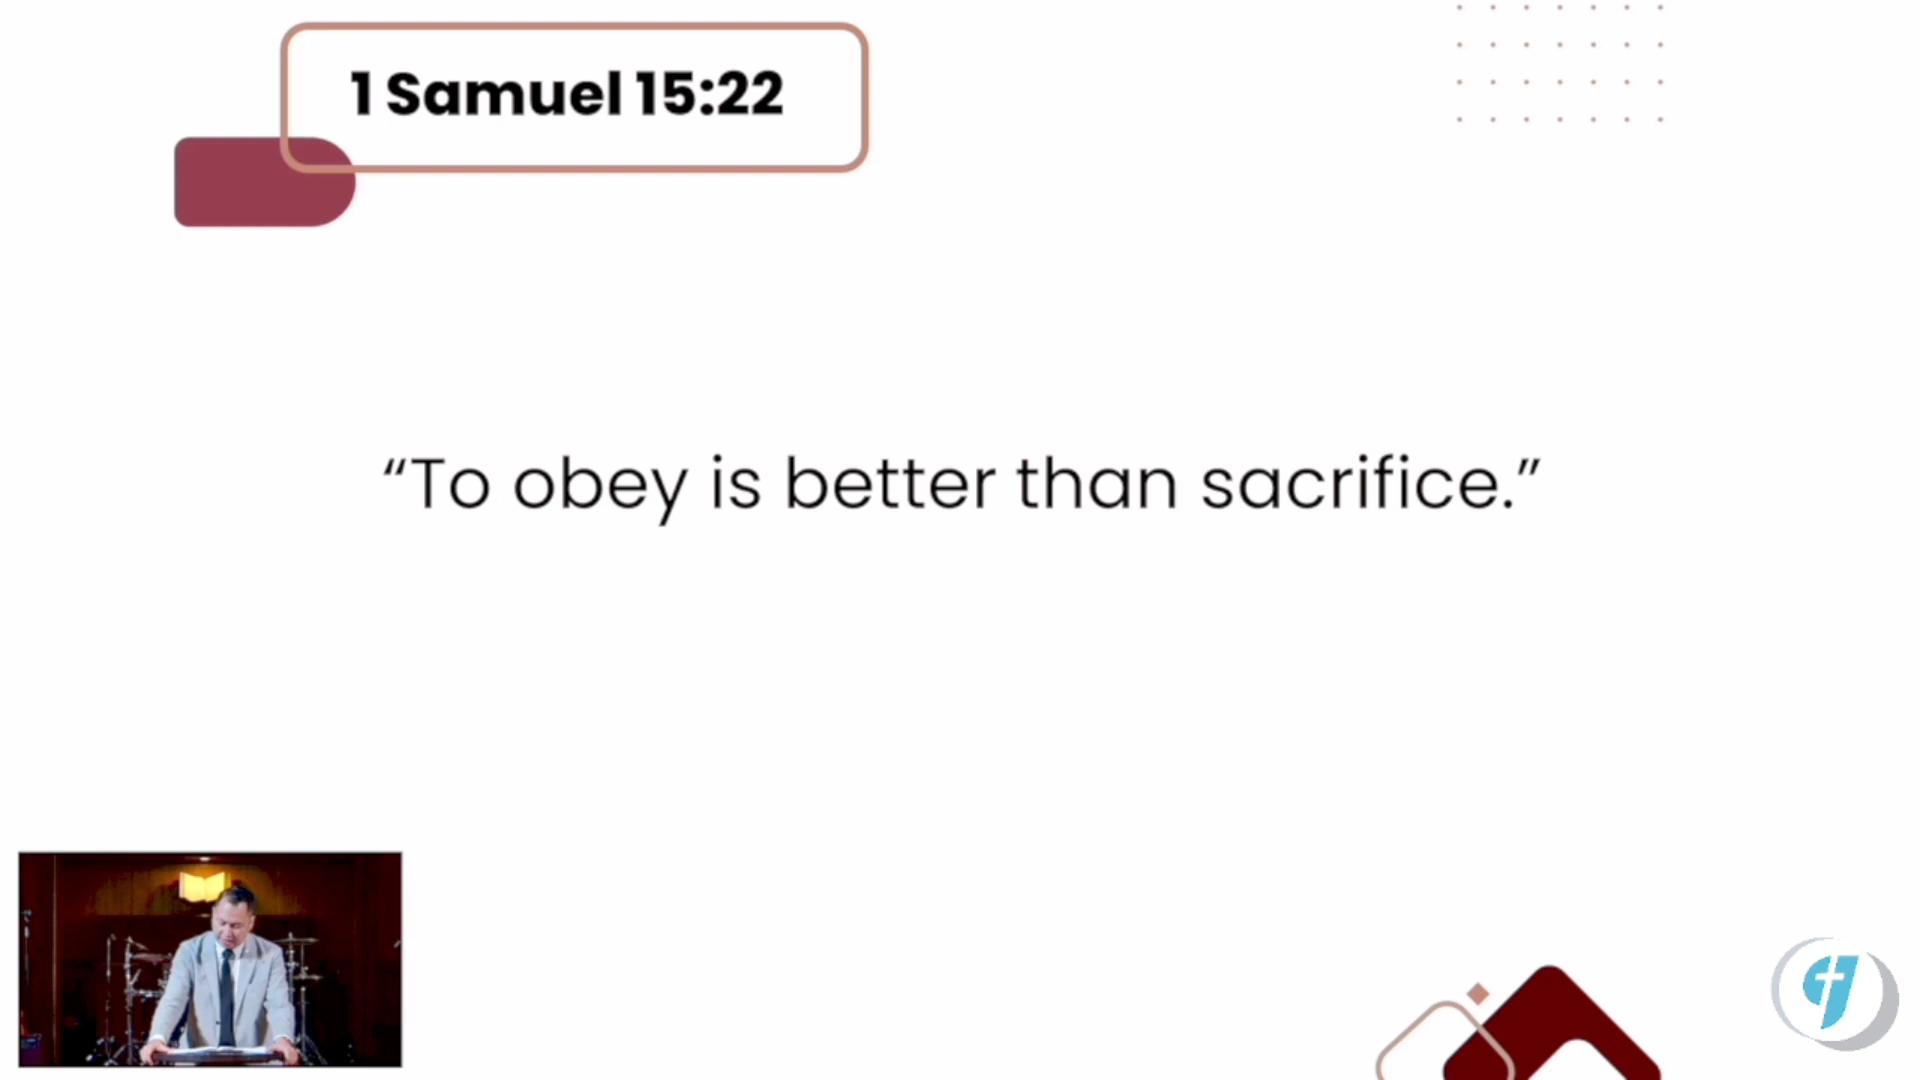 1 Samuel 15:22
“To obey is better than sacrifice.”